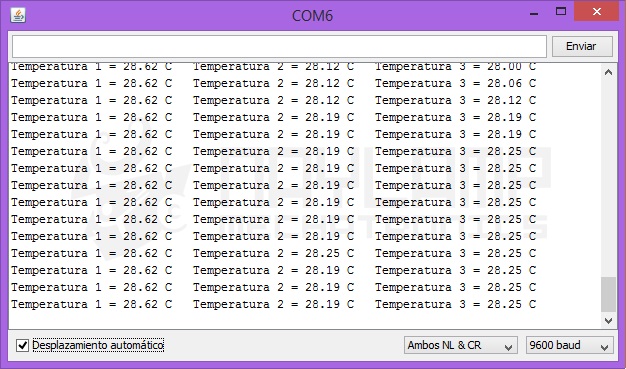 COM6
Enviar
Temperatura 1 = 28.62 C   Temperatura 2 = 28.12 C   Temperatura 3 = 28.00 C
Temperatura 1 = 28.62 C   Temperatura 2 = 28.12 C   Temperatura 3 = 28.06 C
Temperatura 1 = 28.62 C   Temperatura 2 = 28.12 C   Temperatura 3 = 28.12 C
Temperatura 1 = 28.62 C   Temperatura 2 = 28.19 C   Temperatura 3 = 28.19 C
Temperatura 1 = 28.62 C   Temperatura 2 = 28.19 C   Temperatura 3 = 28.19 C
Temperatura 1 = 28.62 C   Temperatura 2 = 28.19 C   Temperatura 3 = 28.25 C
Temperatura 1 = 28.62 C   Temperatura 2 = 28.19 C   Temperatura 3 = 28.25 C
Temperatura 1 = 28.62 C   Temperatura 2 = 28.19 C   Temperatura 3 = 28.25 C
Temperatura 1 = 28.62 C   Temperatura 2 = 28.19 C   Temperatura 3 = 28.25 C
Temperatura 1 = 28.62 C   Temperatura 2 = 28.19 C   Temperatura 3 = 28.25 C
Temperatura 1 = 28.62 C   Temperatura 2 = 28.19 C   Temperatura 3 = 28.25 C
Temperatura 1 = 28.62 C   Temperatura 2 = 28.25 C   Temperatura 3 = 28.25 C
Temperatura 1 = 28.62 C   Temperatura 2 = 28.19 C   Temperatura 3 = 28.25 C
Temperatura 1 = 28.62 C   Temperatura 2 = 28.19 C   Temperatura 3 = 28.25 C
Temperatura 1 = 28.62 C   Temperatura 2 = 28.19 C   Temperatura 3 = 28.25 C
Desplazamiento automático   Ambos NL & CR   9600 baud